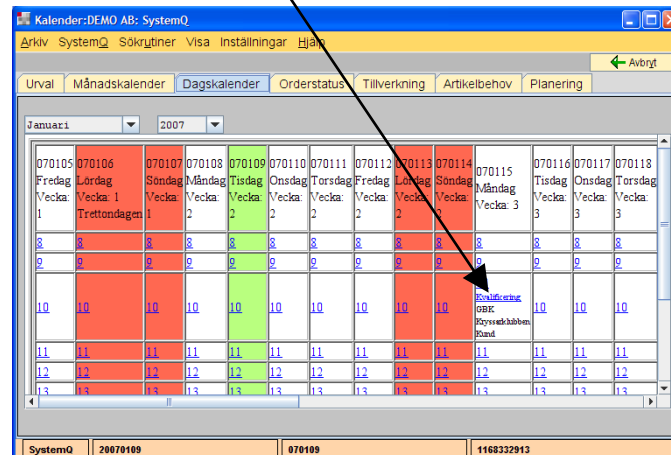 Kalender:DEMO AB: SystemQ
Arkiv SystemQ Sökrutiner Visa Inställningar Hjälp
Avbryt
Urval Månadskalender Dagskalender Orderstatus Tillverkning Artikelbehov Planering
Januari 2007
070105 Fredag Vecka: 1
070106 Lördag Vecka: 1 Trettondagen
070107 Söndag Vecka: 1
070108 Måndag Vecka: 2
070109 Tisdag Vecka: 2
070110 Onsdag Vecka: 2
070111 Torsdag Vecka: 2
070112 Fredag Vecka: 2
070113 Lördag Vecka: 2
070114 Söndag Vecka: 2
070115 Måndag Vecka: 3
070116 Tisdag Vecka: 3
070117 Onsdag Vecka: 3
070118 Torsdag Vecka: 3
8 8 8 8 8 8 8 8 8 8 8 8 8 8
9 9 9 9 9 9 9 9 9 9 9 9 9 9
10 10 10 10 10 10 10 10 10 10 Kvalificering GBK Kryssarklubben Kund 10 10 10
11 11 11 11 11 11 11 11 11 11 11 11 11 11
12 12 12 12 12 12 12 12 12 12 12 12 12 12
13 13 13 13 13 13 13 13 13 13 13 13 13 13
SystemQ 20070109 070109 1168332913